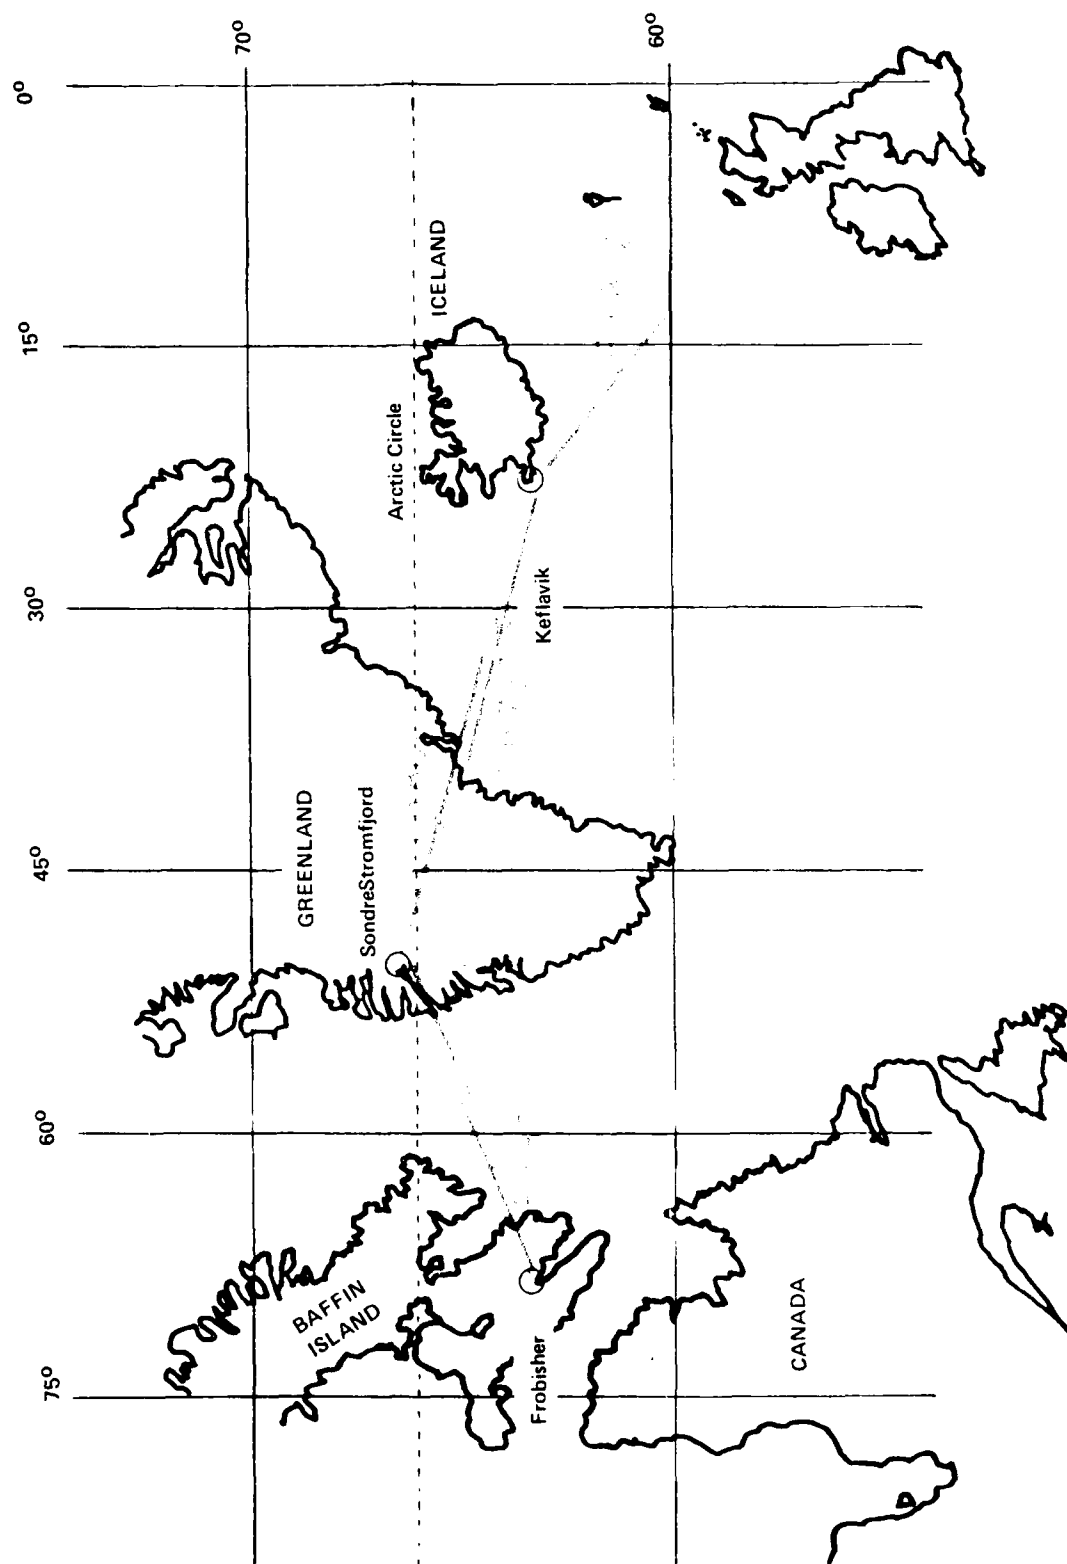 75°
60°
45°
30°
15°
0°
70°
60°
BAFFIN
ISLAND
GREENLAND
SondreStromfjord
Arctic Circle
ICELAND
Frobisher
Keflavik
CANADA